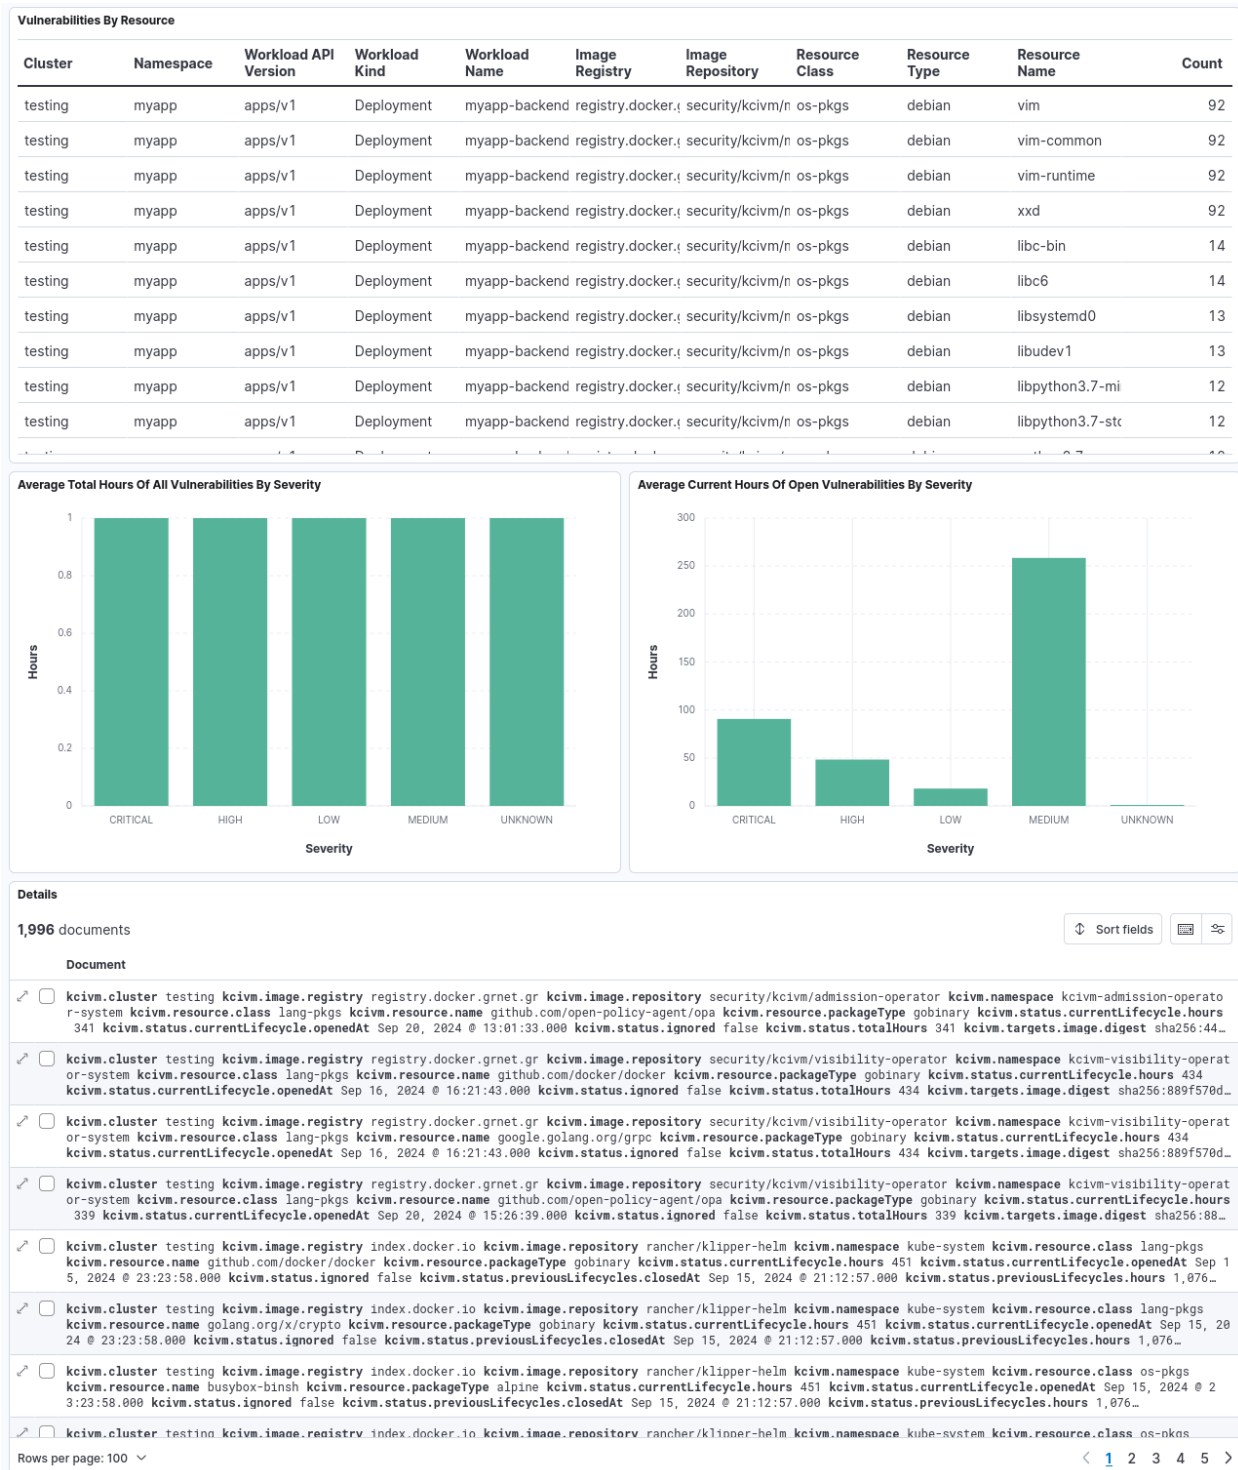 Vulnerabilities By Resource
Cluster Namespace Workload API Version Workload Kind Workload Name Image Registry Image Repository Resource Class Resource Type Resource Name Count
testing myapp apps/v1 Deployment myapp-backend registry.docker.g security/kcivm/n os-pkgs debian vim 92
testing myapp apps/v1 Deployment myapp-backend registry.docker.g security/kcivm/n os-pkgs debian vim-common 92
testing myapp apps/v1 Deployment myapp-backend registry.docker.g security/kcivm/n os-pkgs debian vim-runtime 92
testing myapp apps/v1 Deployment myapp-backend registry.docker.g security/kcivm/n os-pkgs debian xxd 92
testing myapp apps/v1 Deployment myapp-backend registry.docker.g security/kcivm/n os-pkgs debian libc-bin 14
testing myapp apps/v1 Deployment myapp-backend registry.docker.g security/kcivm/n os-pkgs debian libc6 14
testing myapp apps/v1 Deployment myapp-backend registry.docker.g security/kcivm/n os-pkgs debian libsystemd0 13
testing myapp apps/v1 Deployment myapp-backend registry.docker.g security/kcivm/n os-pkgs debian libudev1 13
testing myapp apps/v1 Deployment myapp-backend registry.docker.g security/kcivm/n os-pkgs debian libpython3.7-mi 12
testing myapp apps/v1 Deployment myapp-backend registry.docker.g security/kcivm/n os-pkgs debian libpython3.7-stc 12
Average Total Hours Of All Vulnerabilities By Severity
1
0.8
0.6
0.4
0.2
0
Hours
CRITICAL HIGH LOW MEDIUM UNKNOWN
Severity
Average Current Hours Of Open Vulnerabilities By Severity
300
250
200
150
100
50
0
Hours
CRITICAL HIGH LOW MEDIUM UNKNOWN
Severity
Details
1,996 documents
Sort fields
Document
kcivm.cluster testing kcivm.image.registry registry.docker.grnet.gr kcivm.image.repository security/kcivm/admission-operator kcivm.namespace kcivm-admission-operato
r-system kcivm.resource.class lang-pkgs kcivm.resource.name github.com/open-policy-agent/opa kcivm.resource.packageType gobinary kcivm.status.currentLifecycle.hours
341 kcivm.status.currentLifecycle.openedAt Sep 20, 2024 @ 13:01:33.000 kcivm.status.ignored false kcivm.status.totalHours 341 kcivm.targets.image.digest sha256:44…
kcivm.cluster testing kcivm.image.registry registry.docker.grnet.gr kcivm.image.repository security/kcivm/visibility-operator kcivm.namespace kcivm-visibility-operat
or-system kcivm.resource.class lang-pkgs kcivm.resource.name github.com/docker/docker kcivm.resource.packageType gobinary kcivm.status.currentLifecycle.hours 434
kcivm.status.currentLifecycle.openedAt Sep 16, 2024 @ 16:21:43.000 kcivm.status.ignored false kcivm.status.totalHours 434 kcivm.targets.image.digest sha256:889f570d…
kcivm.cluster testing kcivm.image.registry registry.docker.grnet.gr kcivm.image.repository security/kcivm/visibility-operator kcivm.namespace kcivm-visibility-operat
or-system kcivm.resource.class lang-pkgs kcivm.resource.name google.golang.org/grpc kcivm.resource.packageType gobinary kcivm.status.currentLifecycle.hours 434
kcivm.status.currentLifecycle.openedAt Sep 16, 2024 @ 16:21:43.000 kcivm.status.ignored false kcivm.status.totalHours 434 kcivm.targets.image.digest sha256:889f570d…
kcivm.cluster testing kcivm.image.registry registry.docker.grnet.gr kcivm.image.repository security/kcivm/visibility-operator kcivm.namespace kcivm-visibility-operat
or-system kcivm.resource.class lang-pkgs kcivm.resource.name github.com/open-policy-agent/opa kcivm.resource.packageType gobinary kcivm.status.currentLifecycle.hours
339 kcivm.status.currentLifecycle.openedAt Sep 20, 2024 @ 15:26:39.000 kcivm.status.ignored false kcivm.status.totalHours 339 kcivm.targets.image.digest sha256:88…
kcivm.cluster testing kcivm.image.registry index.docker.io kcivm.image.repository rancher/klipper-helm kcivm.namespace kube-system kcivm.resource.class lang-pkgs
kcivm.resource.name github.com/docker/docker kcivm.resource.packageType gobinary kcivm.status.currentLifecycle.hours 451 kcivm.status.currentLifecycle.openedAt Sep 1
5, 2024 @ 23:23:58.000 kcivm.status.ignored false kcivm.status.previousLifecycles.closedAt Sep 15, 2024 @ 21:12:57.000 kcivm.status.previousLifecycles.hours 1,076…
kcivm.cluster testing kcivm.image.registry index.docker.io kcivm.image.repository rancher/klipper-helm kcivm.namespace kube-system kcivm.resource.class lang-pkgs
kcivm.resource.name golang.org/x/crypto kcivm.resource.packageType gobinary kcivm.status.currentLifecycle.hours 451 kcivm.status.currentLifecycle.openedAt Sep 15, 20
24 @ 23:23:58.000 kcivm.status.ignored false kcivm.status.previousLifecycles.closedAt Sep 15, 2024 @ 21:12:57.000 kcivm.status.previousLifecycles.hours 1,076…
kcivm.cluster testing kcivm.image.registry index.docker.io kcivm.image.repository rancher/klipper-helm kcivm.namespace kube-system kcivm.resource.class os-pkgs
kcivm.resource.name busybox-binsh kcivm.resource.packageType alpine kcivm.status.currentLifecycle.hours 451 kcivm.status.currentLifecycle.openedAt Sep 15, 2024 @ 2
3:23:58.000 kcivm.status.ignored false kcivm.status.previousLifecycles.closedAt Sep 15, 2024 @ 21:12:57.000 kcivm.status.previousLifecycles.hours 1,076…
kcivm.cluster testing kcivm.image.registry index.docker.io kcivm.image.repository rancher/klipper-helm kcivm.namespace kube-system kcivm.resource.class os-pkgs
Rows per page: 100
1 2 3 4 5